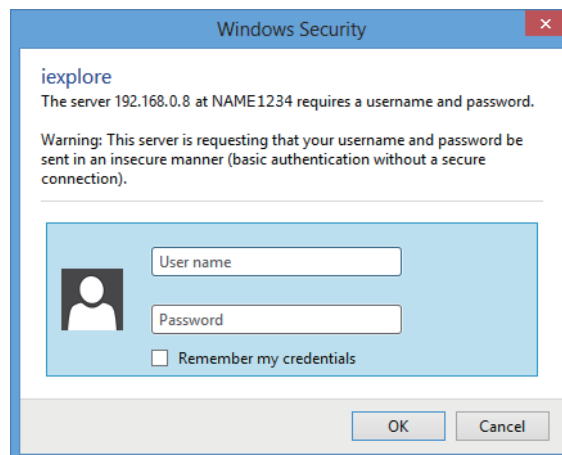 Windows Security
iexplore
The server 192.168.0.8 at NAME1234 requires a username and password.
Warning: This server is requesting that your username and password be
sent in an insecure manner (basic authentication without a secure
connection).
User name
Password
Remember my credentials
OK Cancel